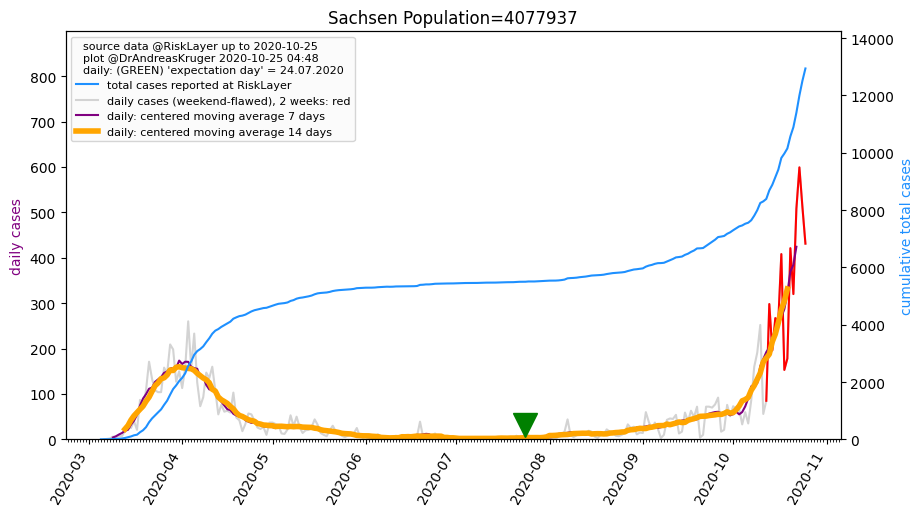 Sachsen Population=4077937
source data @RiskLayer up to 2020-10-25
plot @DrAndreasKruger 2020-10-25 04:48
daily: (GREEN) 'expectation day' = 24.07.2020
total cases reported at RiskLayer
daily cases (weekend-flawed), 2 weeks: red
daily: centered moving average 7 days
daily: centered moving average 14 days
daily cases
800
700
600
500
400
300
200
100
0
14000
12000
10000
8000
6000
4000
2000
0
cumulative total cases
2020-03
2020-04
2020-05
2020-06
2020-07
2020-08
2020-09
2020-10
2020-11